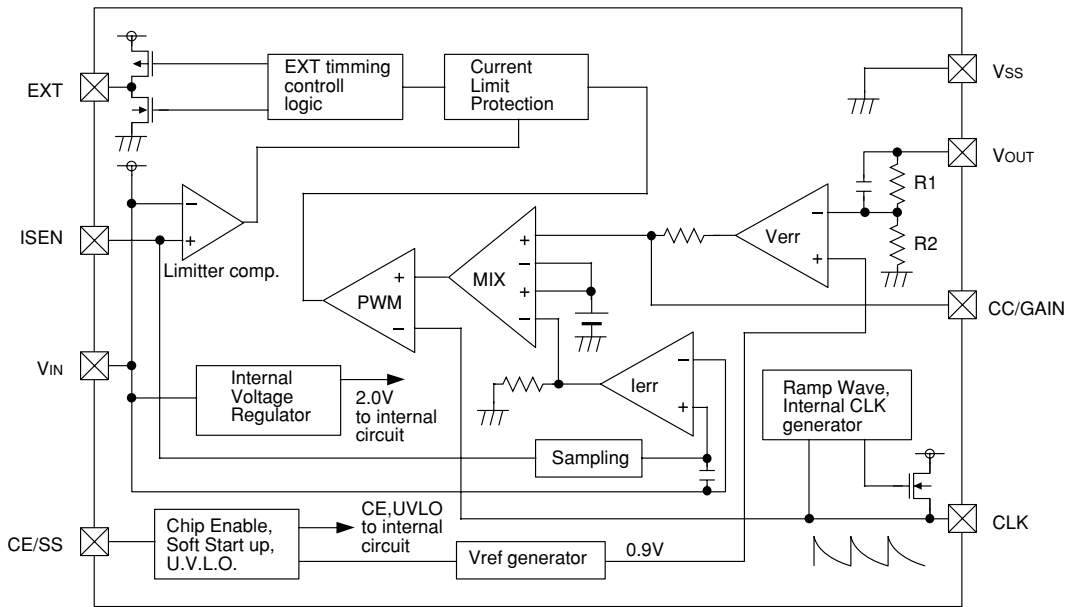 EXT
EXT timming
controll
logic
Current
Limit
Protection
VSS
VOUT
R1
R2
ISEN
−
+
Limitter comp.
PWM
+
−
MIX
+
−
+
−
Verr
−
+
CC/GAIN
VIN
Internal
Voltage
Regulator
2.0V
to internal
circuit
Ierr
−
+
Ramp Wave,
Internal CLK
generator
Sampling
CE/SS
Chip Enable,
Soft Start up,
U.V.L.O.
CE,UVLO
to internal
circuit
Vref generator
0.9V
CLK